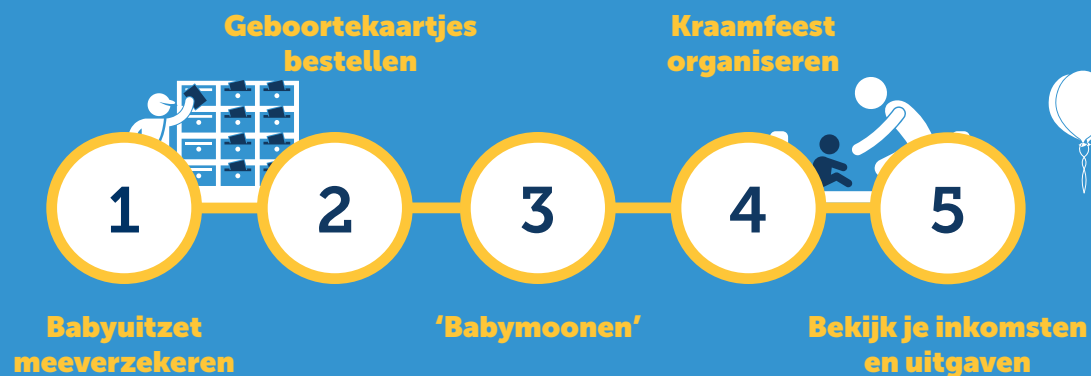 Geboortekaartjes
bestellen
Kraamfeest
organiseren
1
2
3
4
5
Babyuitzet
meeverzekeren
‘Babymoonen’
Bekijk je inkomsten
en uitgaven